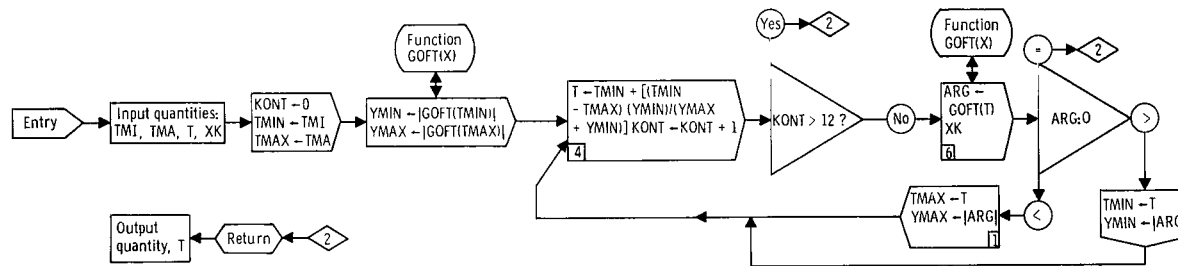 Entry
Input quantities:
TMI, TMA, T, XK
KONT ← 0
TMIN ← TMI
TMAX ← TMA
Function
GOFT(X)
YMIN ← |GOFT(TMIN)|
YMAX ← |GOFT(TMAX)|
T ← TMIN + [(TMIN
- TMAX) (YMIN)/(YMAX
+ YMIN)] KONT ← KONT + 1
4
Yes
2
KONT > 12 ?
No
Function
GOFT(X)
ARG ←
GOFT(T)
XK
6
=
2
ARG:0
>
<
TMAX ← T
YMAX ← |ARG|
1
TMIN ← T
YMIN ← |ARG
Output
quantity, T
Return
2